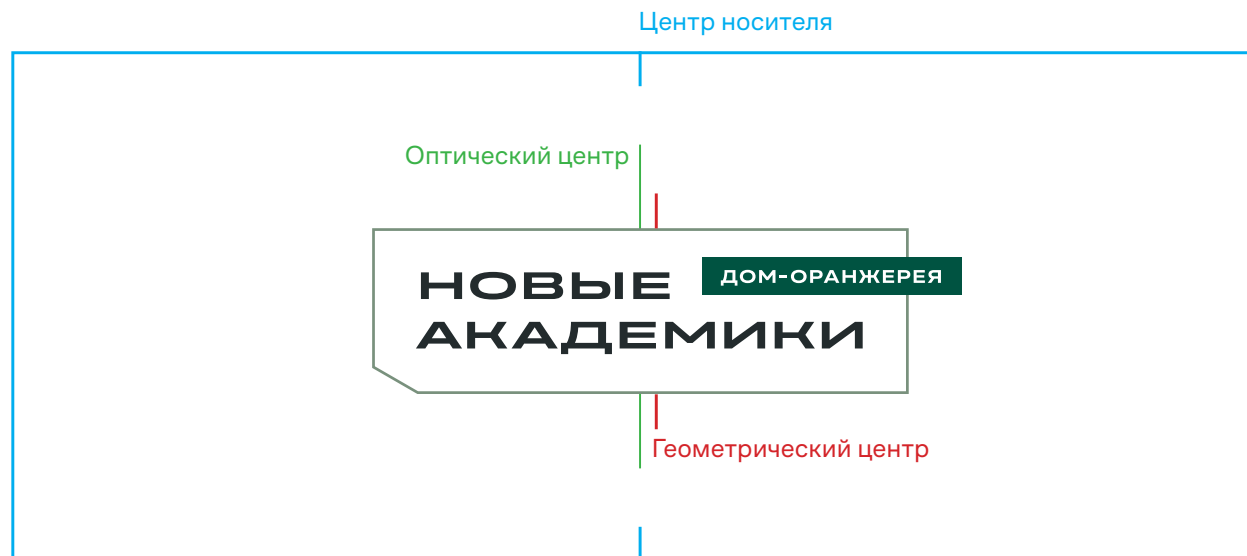 Центр носителя
Оптический центр
НОВЫЕ
ДОМ-ОРАНЖЕРЕЯ
АКАДЕМИКИ
Геометрический центр